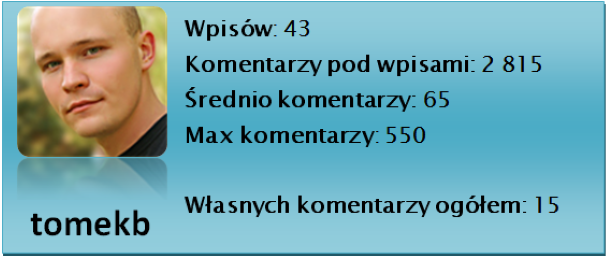 Wpisów: 43
Komentarzy pod wpisami: 2 815
Średnio komentarzy: 65
Max komentarzy: 550
Własnych komentarzy ogółem: 15
tomekb